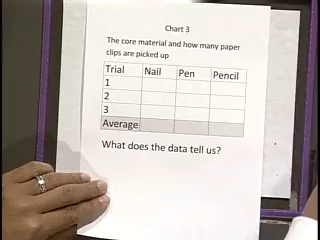 Chart 3
The core material and how many paper
clips are picked up
Trial Nail Pen Pencil
1
2
3
Average
What does the data tell us?